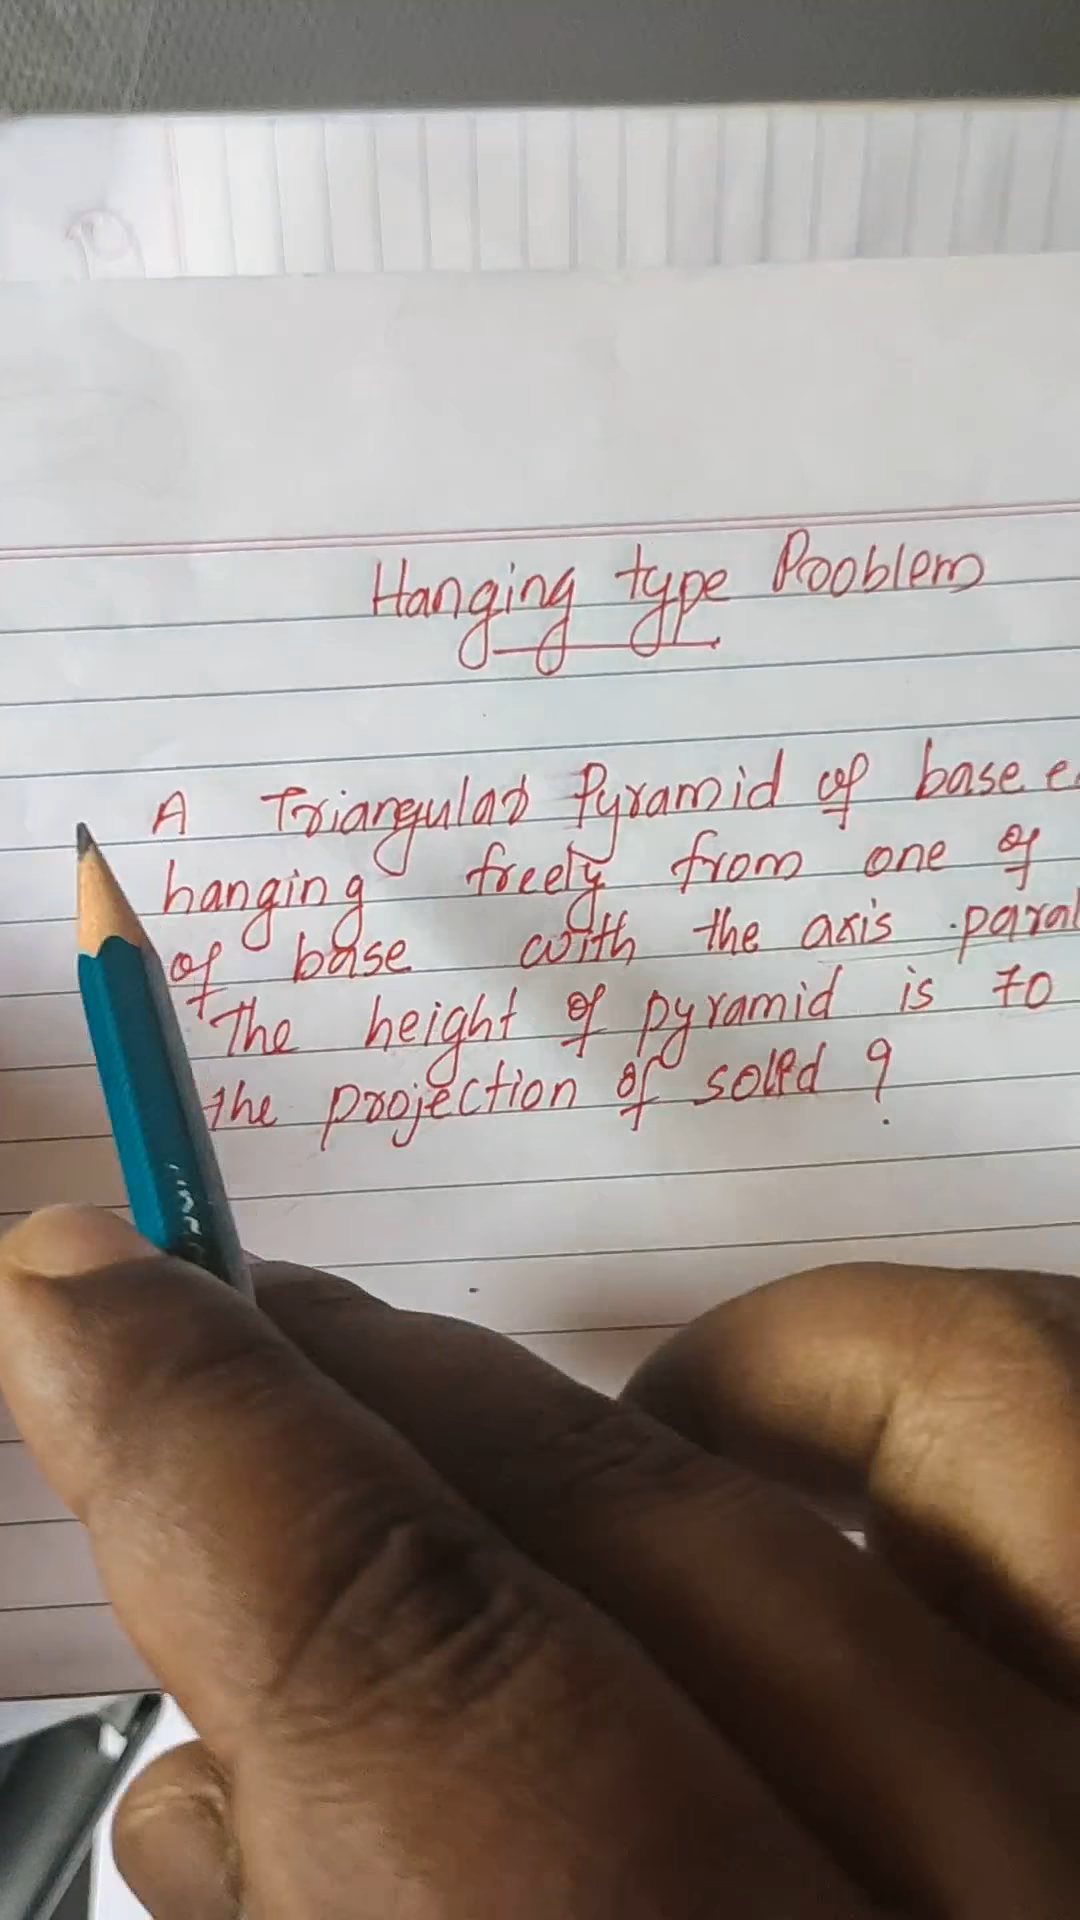 Hanging type Problem
A Triangular Pyramid of base
hanging freely from one of
of base with the axis
The height of pyramid is 70
the projection of solid ?